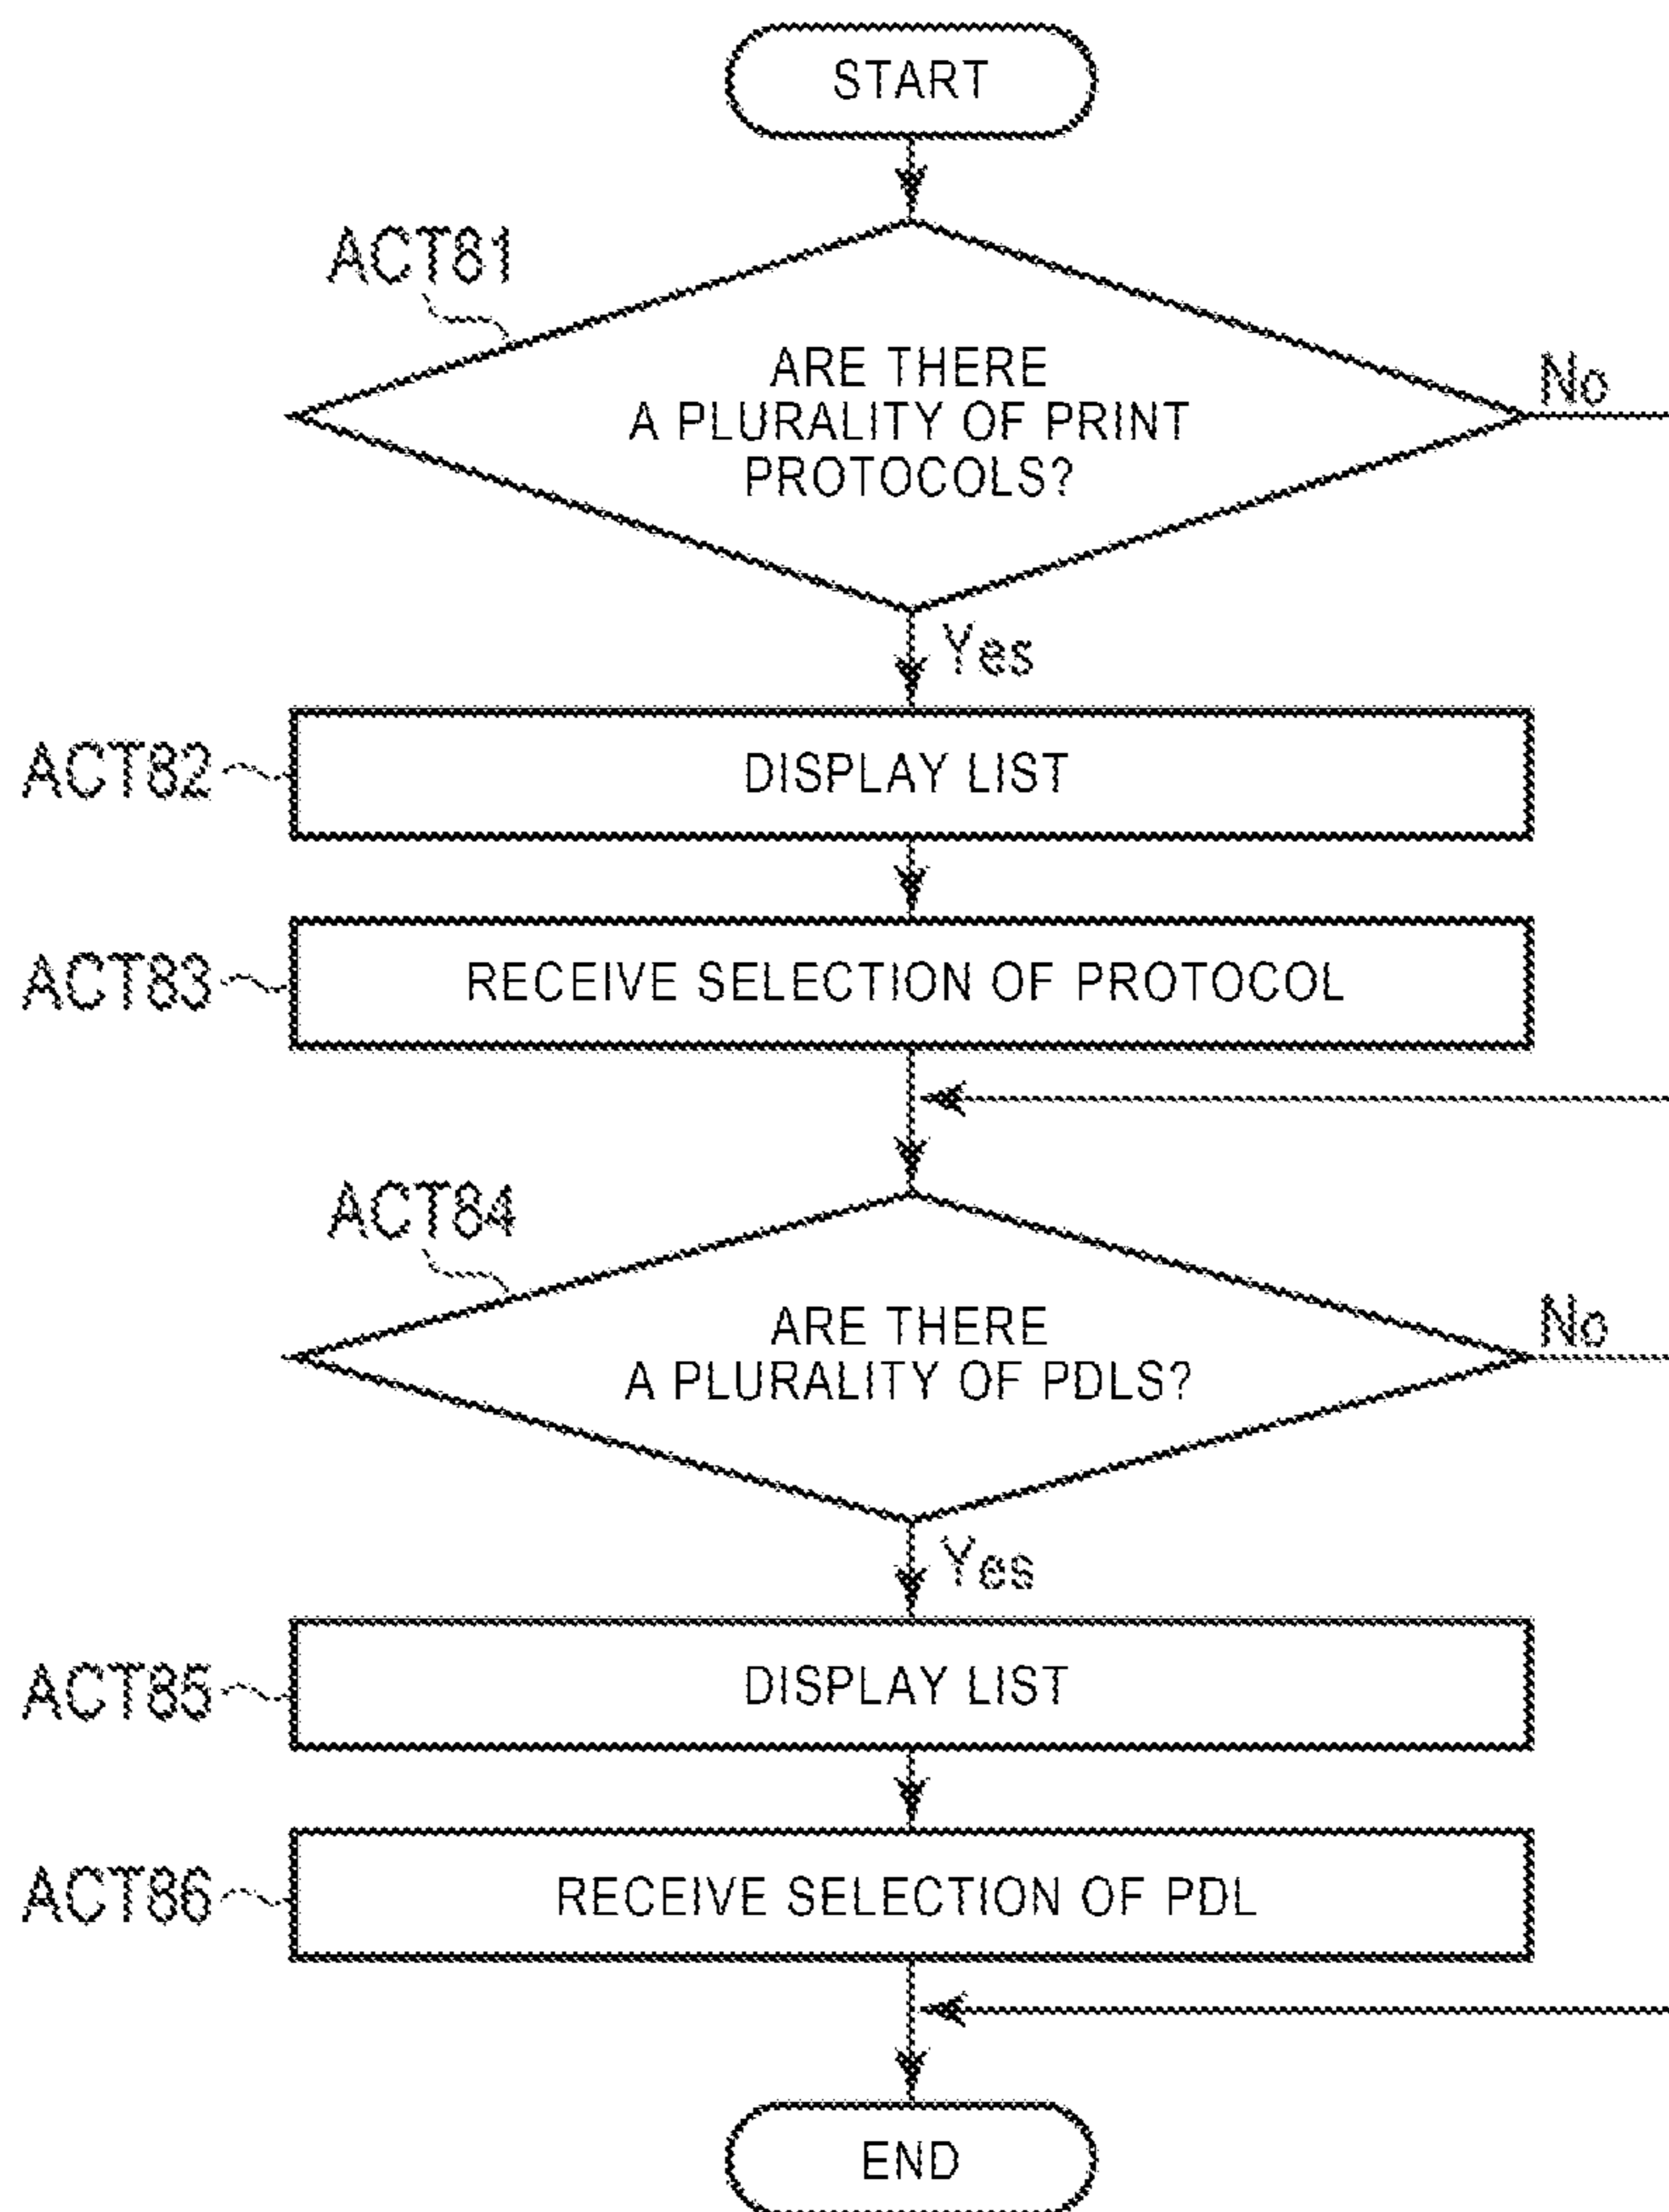 START
ACT81
ARE THERE
A PLURALITY OF PRINT
PROTOCOLS?
No
Yes
ACT82
DISPLAY LIST
ACT83
RECEIVE SELECTION OF PROTOCOL
ACT84
ARE THERE
A PLURALITY OF PDLS?
No
Yes
ACT85
DISPLAY LIST
ACT86
RECEIVE SELECTION OF PDL
END